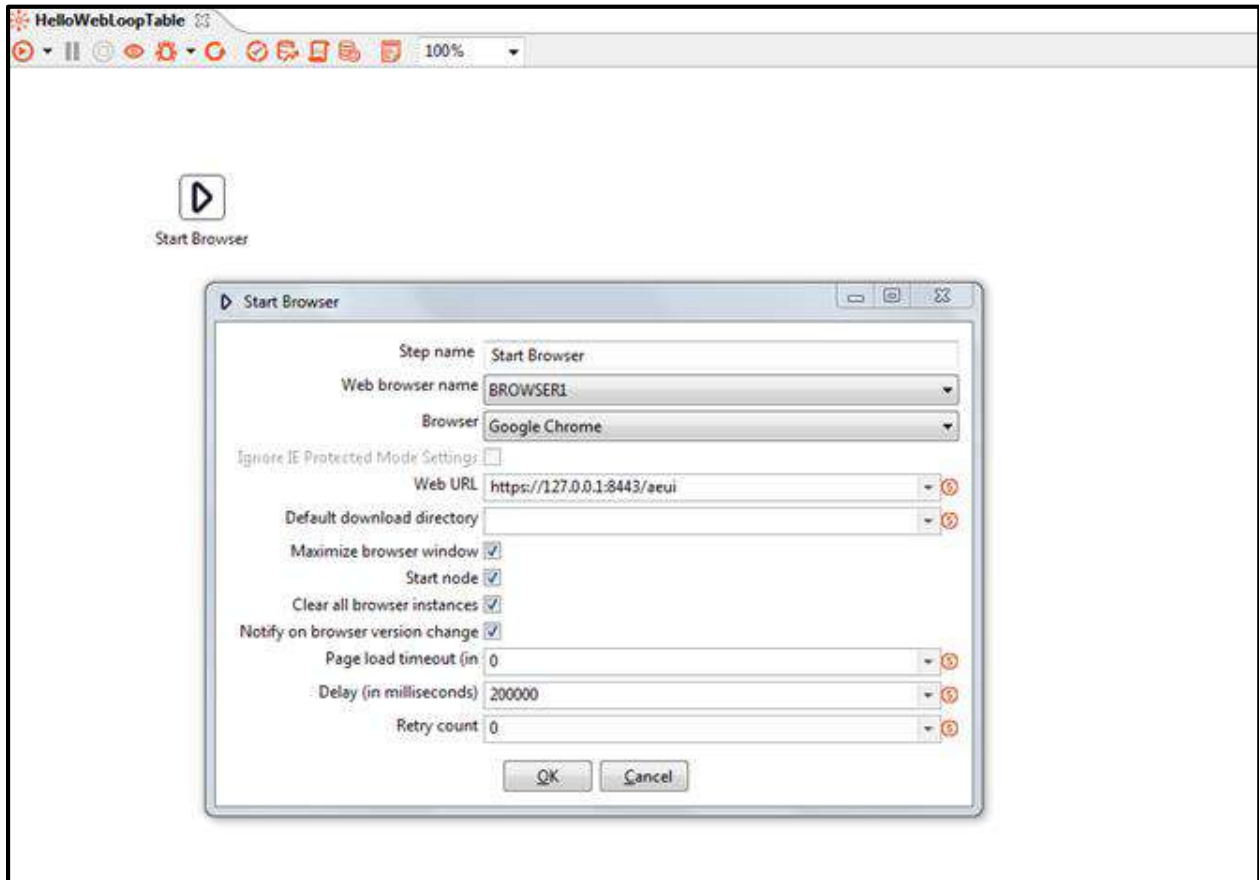 HelloWebLoopTable
100%
Start Browser
Start Browser
Step name Start Browser
Web browser name BROWSER1
Browser Google Chrome
Ignore IE Protected Mode Settings
Web URL https://127.0.0.1:8443/aeui
Default download directory
Maximize browser window
Start node
Clear all browser instances
Notify on browser version change
Page load timeout (in 0
Delay (in milliseconds) 200000
Retry count 0
OK Cancel